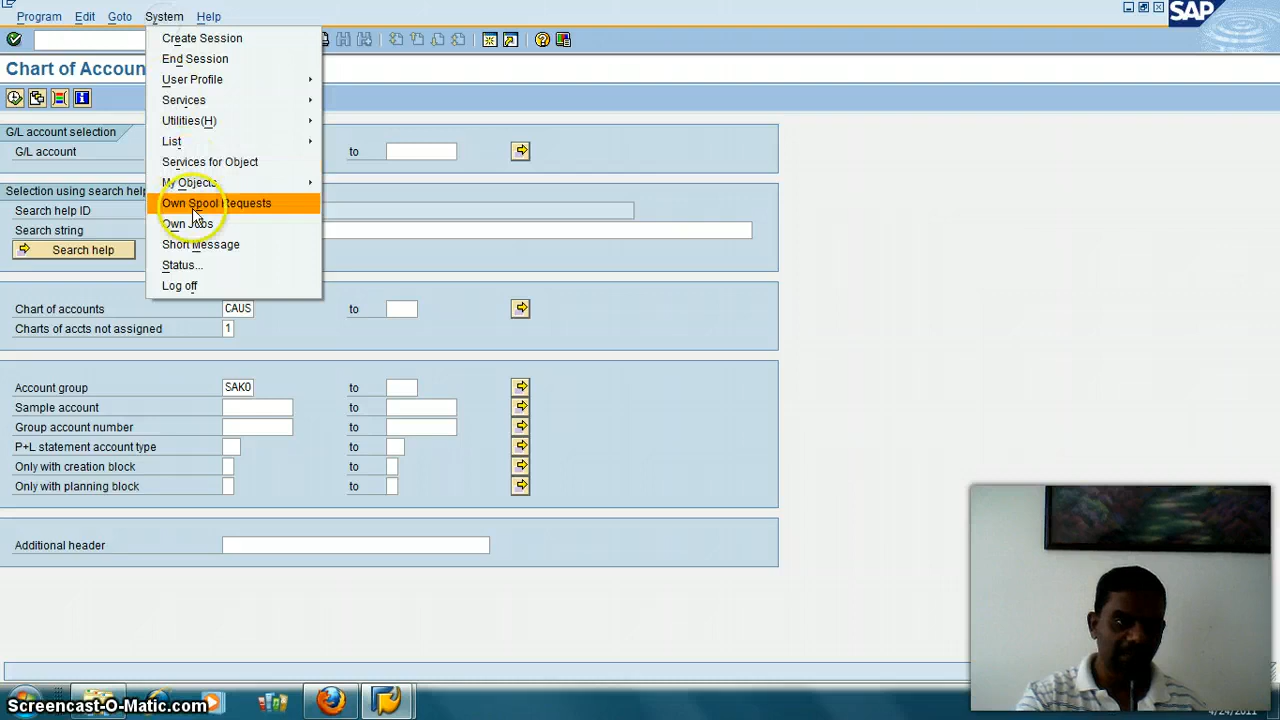 Program Edit Goto System Help
SAP
Chart of Accoun
Create Session
End Session
User Profile
Services
Utilities(H)
List
Services for Object
My Objects
Own Spool Requests
Own Jobs
Short Message
Status...
Log off
G/L account selection
G/L account to
Selection using search help
Search help ID
Search string
Search help
Chart of accounts CAUS to
Charts of accts not assigned 1
Account group SAKO to
Sample account to
Group account number to
P+L statement account type to
Only with creation block to
Only with planning block to
Additional header
Screencast-O-Matic.com
4/24/2011